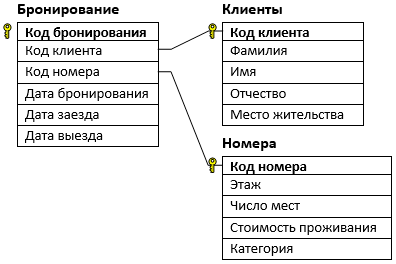 Бронирование
Код бронирования
Код клиента
Код номера
Дата бронирования
Дата заезда
Дата выезда
Клиенты
Код клиента
Фамилия
Имя
Отчество
Место жительства
Номера
Код номера
Этаж
Число мест
Стоимость проживания
Категория